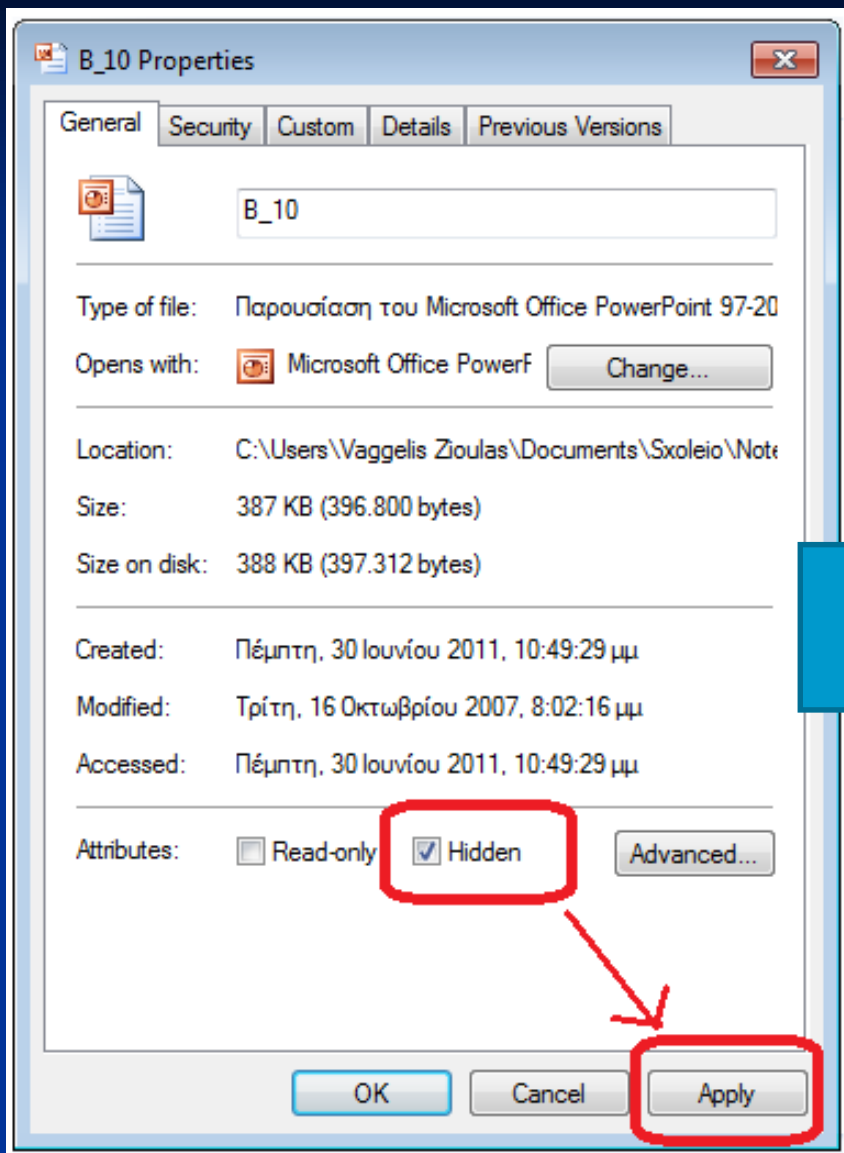 B_10 Properties
General Security Custom Details Previous Versions
B_10
Type of file: Παρουσίαση του Microsoft Office PowerPoint 97-20
Opens with: Microsoft Office PowerF Change...
Location: C:\Users\Vaggelis Zioulas\Documents\Sxoleio\Note
Size: 387 KB (396.800 bytes)
Size on disk: 388 KB (397.312 bytes)
Created: Πέμπτη, 30 Ιουνίου 2011, 10:49:29 μμ
Modified: Τρίτη, 16 Οκτωβρίου 2007, 8:02:16 μμ
Accessed: Πέμπτη, 30 Ιουνίου 2011, 10:49:29 μμ
Attributes: Read-only Hidden Advanced...
OK Cancel Apply